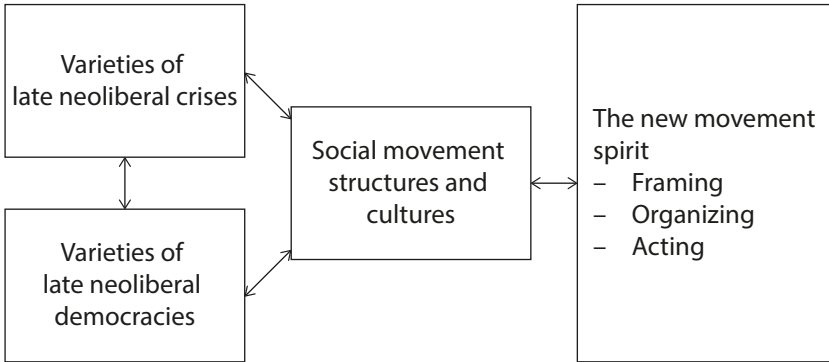 Varieties of
late neoliberal crises
Varieties of
late neoliberal
democracies
Social movement
structures and
cultures
The new movement
spirit
– Framing
– Organizing
– Acting